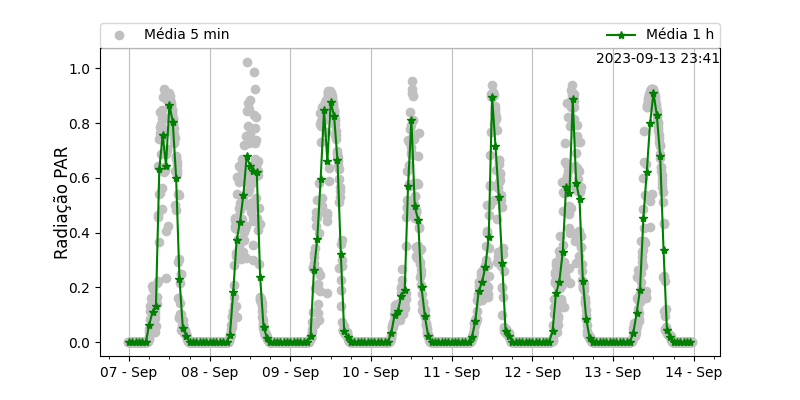 Média 5 min
Média 1 h
2023-09-13 23:41
Radiação PAR
1.0
0.8
0.6
0.4
0.2
0.0
07 - Sep
08 - Sep
09 - Sep
10 - Sep
11 - Sep
12 - Sep
13 - Sep
14 - Sep